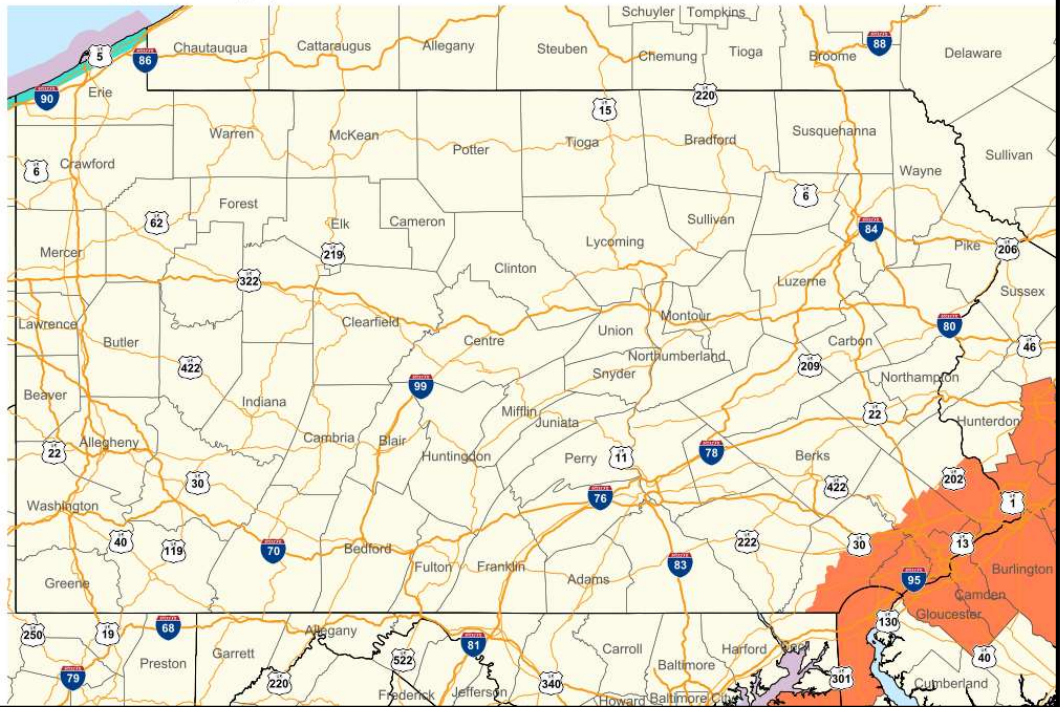 Schuyler Tompkins
5
86
Chautauqua
Cattaraugus
Allegany
Steuben
Chemung
Tioga
Broome
88
Delaware
90
Erie
15
220
Warren
McKean
Potter
Tioga
Bradford
Susquehanna
Sullivan
6
Crawford
Wayne
Forest
62
Elk
Cameron
6
Sullivan
84
Mercer
219
Lycoming
Pike
206
322
Clinton
Luzerne
Sussex
Lawrence
Clearfield
Montour
80
Butler
Centre
Union
Carbon
46
422
Northumberland
209
99
Snyder
Northampton
Beaver
Indiana
Mifflin
22
Hunterdon
Allegheny
Cambria
Blair
Juniata
22
Huntingdon
Perry
11
78
Berks
30
422
202
Washington
76
1
40
119
70
Bedford
222
30
13
Greene
Fulton
Franklin
Adams
83
95
Burlington
Camden
Gloucester
250
19
68
Allegany
81
130
Preston
Garrett
522
Carroll
Harford
40
79
220
340
Baltimore
301
Cumberland
Frederick
Jefferson
Howard
Baltimore City